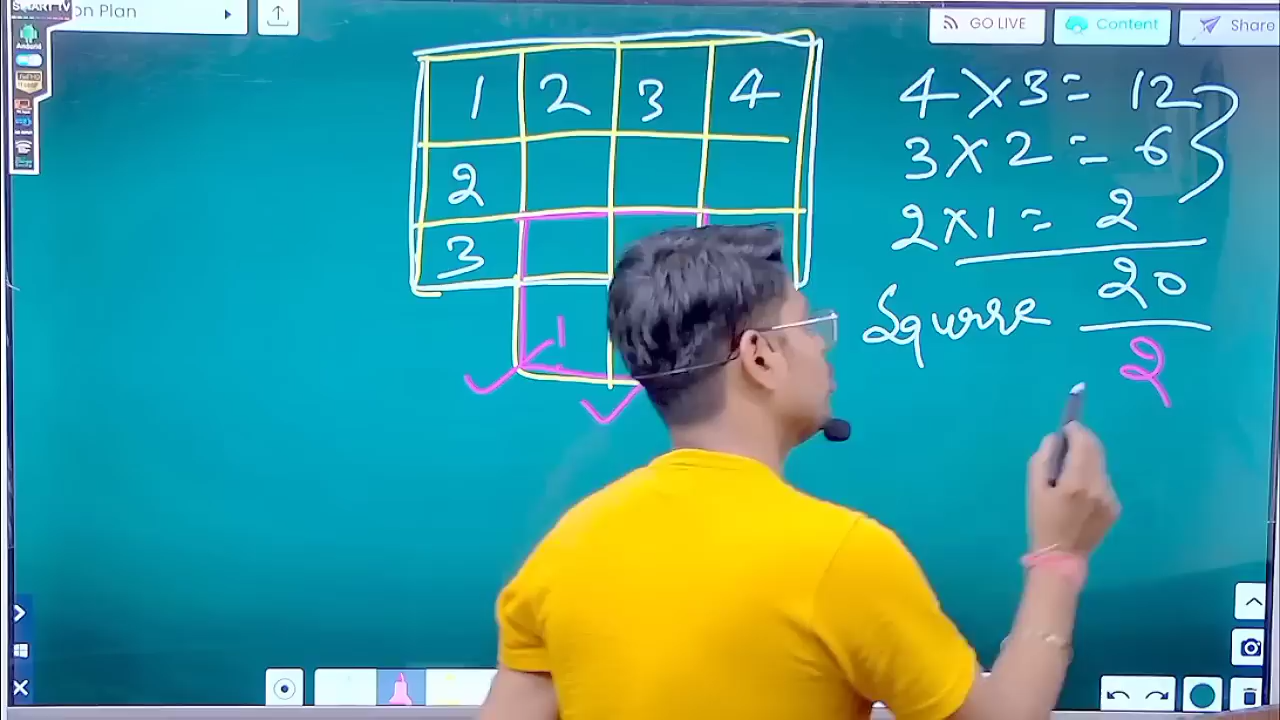 on Plan
GO LIVE
Content
Share
1 2 3 4
2
3
1
4 × 3 = 12
3 × 2 = 6
2 × 1 = 2
20
Square
2